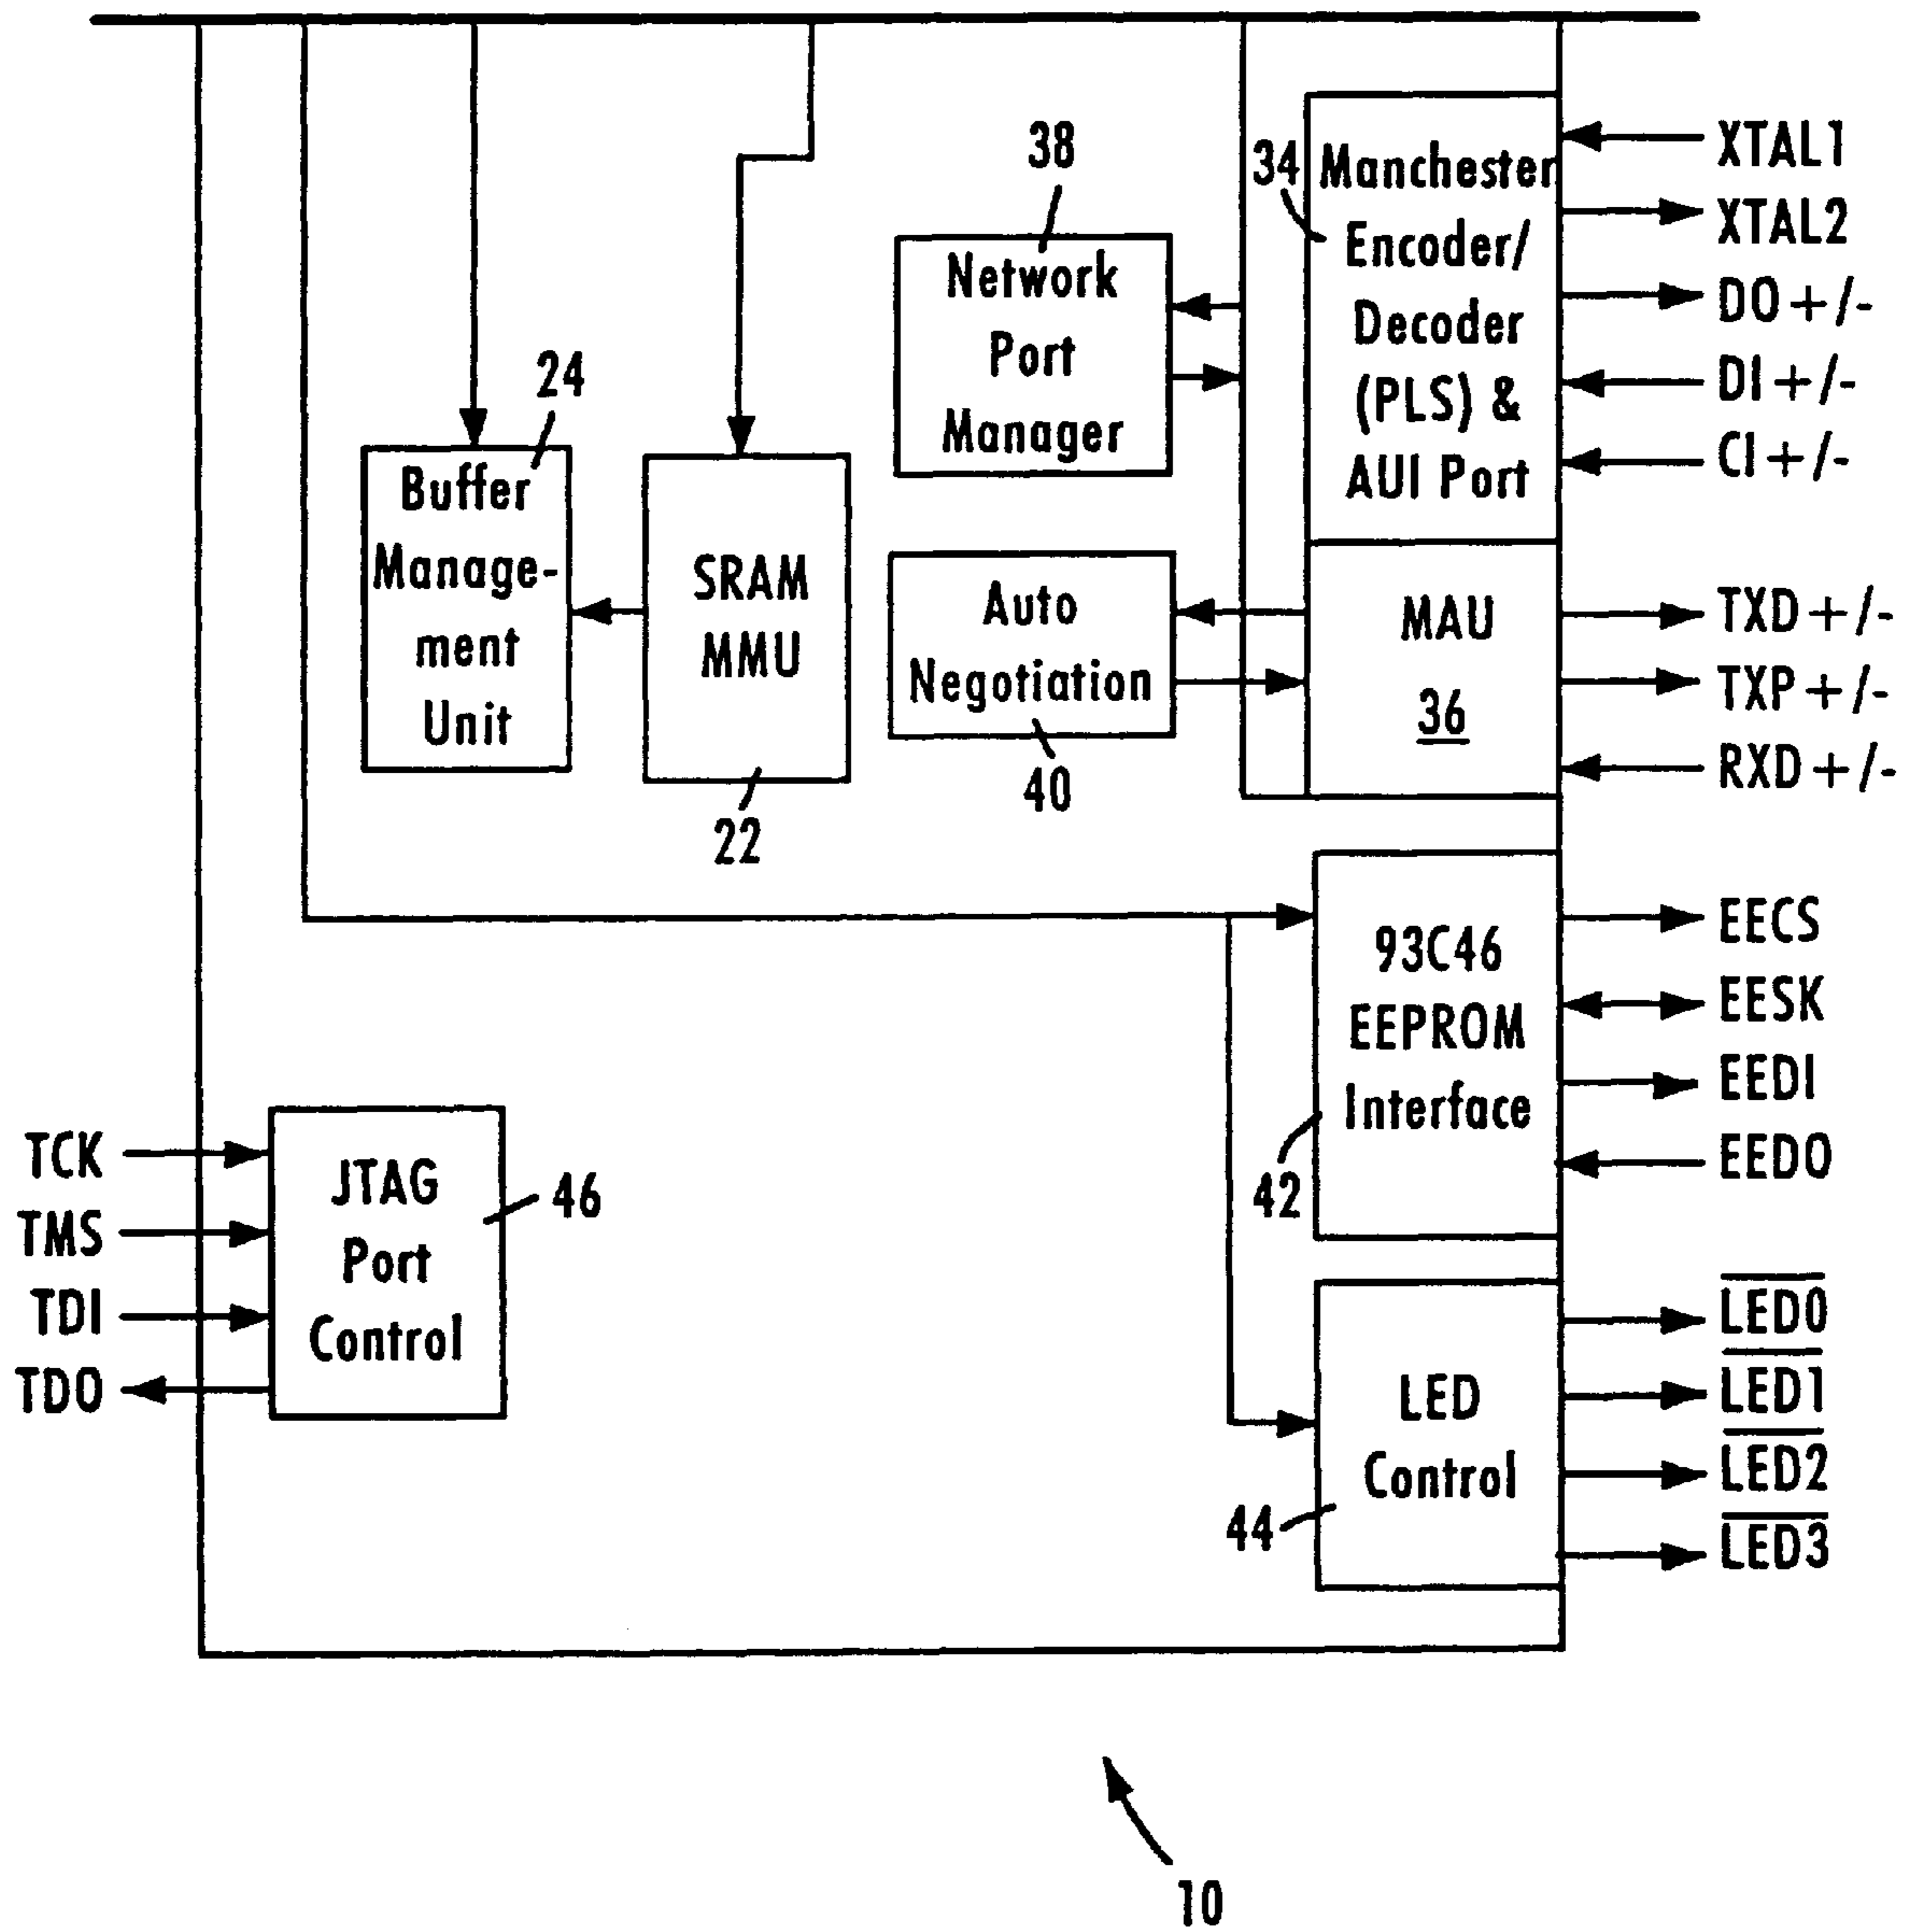 38
Network
Port
Manager
34
Manchester
Encoder/
Decoder
(PLS) &
AUI Port
XTAL1
XTAL2
DO +/-
DI +/-
CI +/-
24
Buffer
Manage-
ment
Unit
SRAM
MMU
22
Auto
Negotiation
40
MAU
36
TXD +/-
TXP +/-
RXD +/-
93C46
EEPROM
Interface
42
EECS
EESK
EEDI
EEDO
TCK
TMS
TDI
TDO
JTAG
Port
Control
46
LED
Control
44
LED0
LED1
LED2
LED3
10